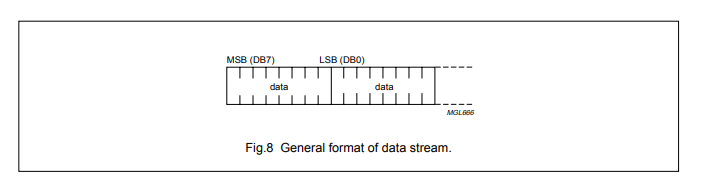 MSB (DB7) LSB (DB0)
data data
MGL666
Fig.8 General format of data stream.